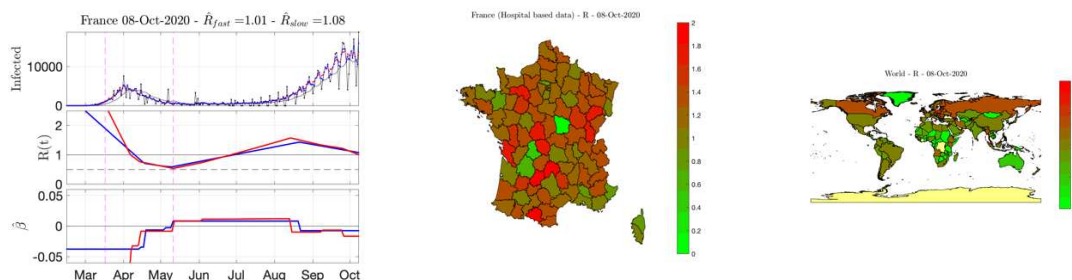 France 08-Oct-2020 - R̂fast =1.01 - R̂slow =1.08
Infected
10000
0
R(t)
2
1
0
β̂
0.05
0
-0.05
Mar Apr May Jun Jul Aug Sep Oct
France (Hospital based data) - R - 08-Oct-2020
2
1.8
1.6
1.4
1.2
1
0.8
0.6
0.4
0.2
0
World - R - 08-Oct-2020